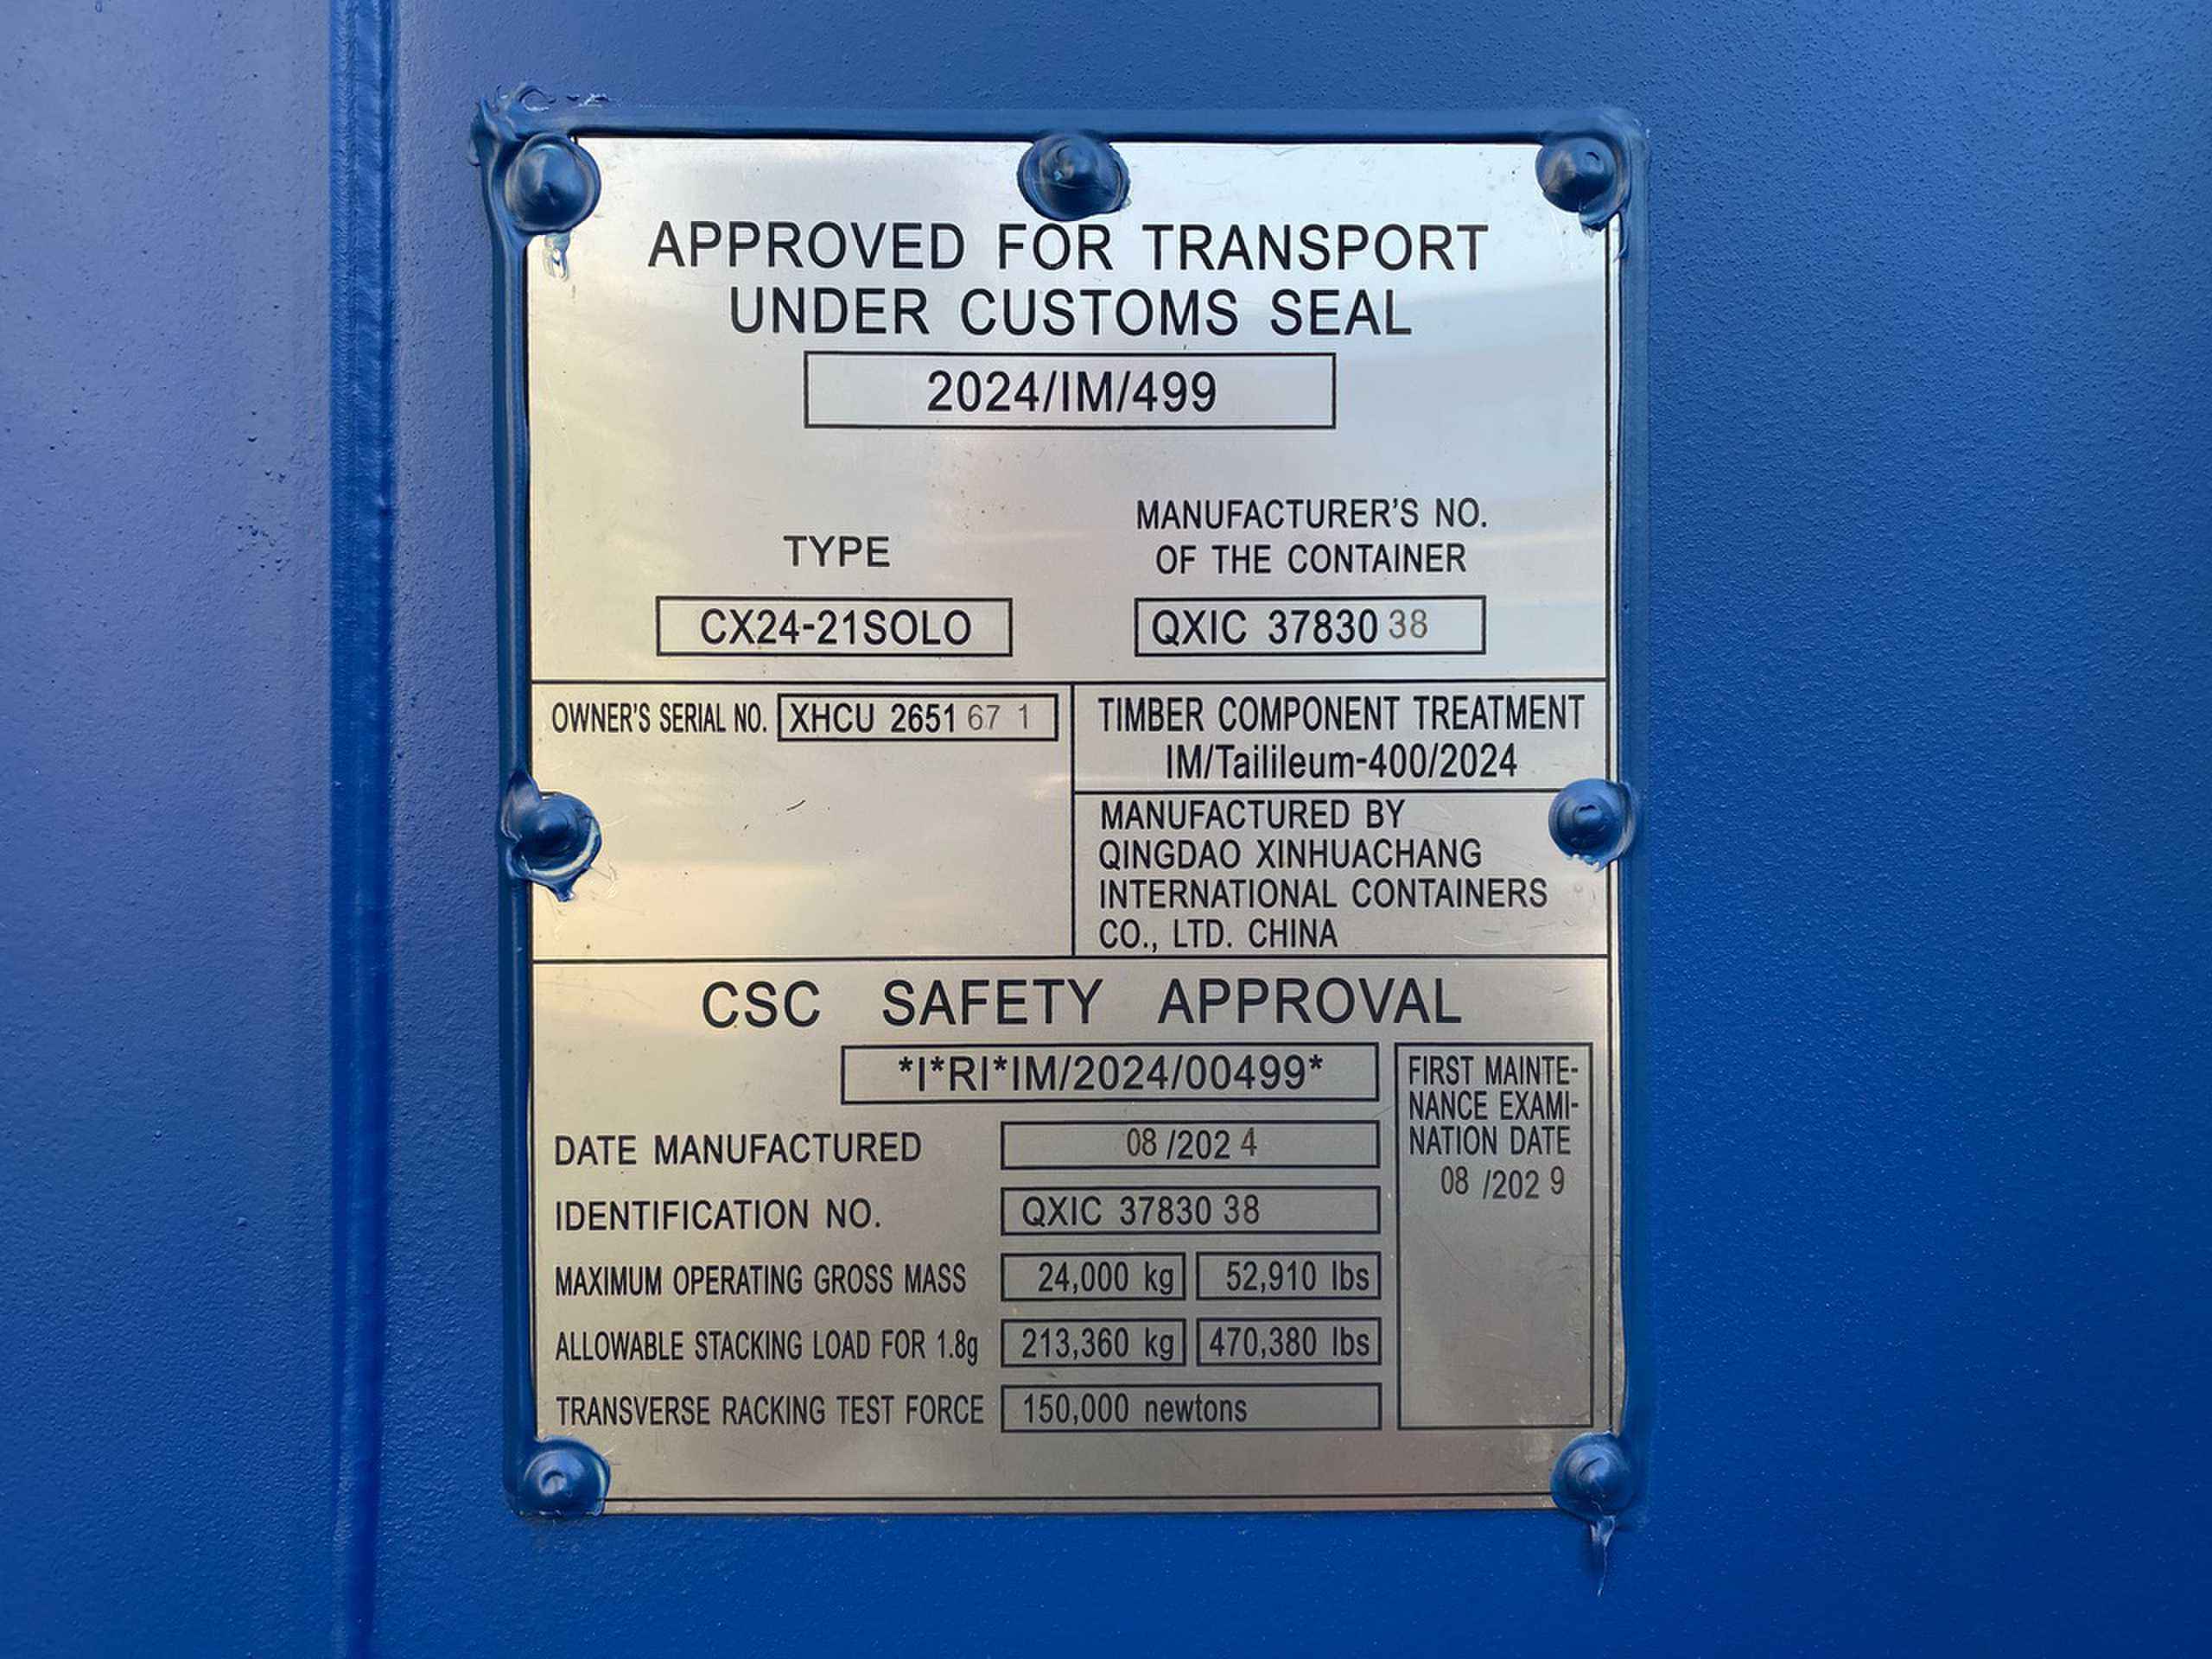 APPROVED FOR TRANSPORT
UNDER CUSTOMS SEAL
2024/IM/499
TYPE
CX24-21SOLO
MANUFACTURER'S NO.
OF THE CONTAINER
QXIC 37830 38
OWNER'S SERIAL NO. XHCU 2651 67 1
TIMBER COMPONENT TREATMENT
IM/Tailileum-400/2024
MANUFACTURED BY
QINGDAO XINHUACHANG
INTERNATIONAL CONTAINERS
CO., LTD. CHINA
CSC SAFETY APPROVAL
*I*RI*IM/2024/00499*
DATE MANUFACTURED 08 /202 4
IDENTIFICATION NO. QXIC 37830 38
MAXIMUM OPERATING GROSS MASS 24,000 kg 52,910 lbs
ALLOWABLE STACKING LOAD FOR 1.8g 213,360 kg 470,380 lbs
TRANSVERSE RACKING TEST FORCE 150,000 newtons
FIRST MAINTE-
NANCE EXAMI-
NATION DATE
08 /202 9